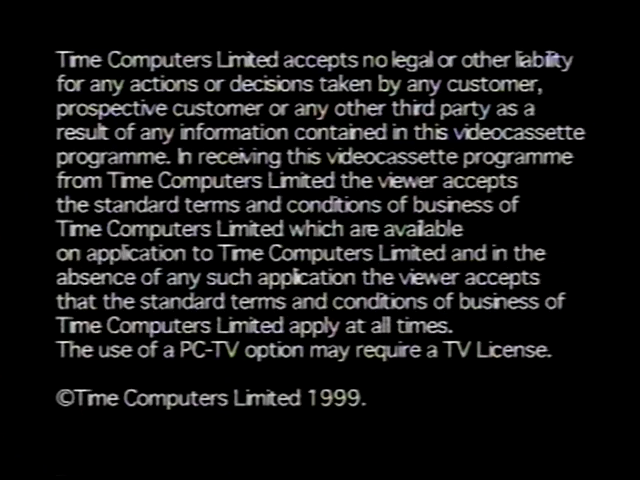 Time Computers Limited accepts no legal or other liability
for any actions or decisions taken by any customer,
prospective customer or any other third party as a
result of any information contained in this videocassette
programme. In receiving this videocassette programme
from Time Computers Limited the viewer accepts
the standard terms and conditions of business of
Time Computers Limited which are available
on application to Time Computers Limited and in the
absence of any such application the viewer accepts
that the standard terms and conditions of business of
Time Computers Limited apply at all times.
The use of a PC-TV option may require a TV License.
©Time Computers Limited 1999.